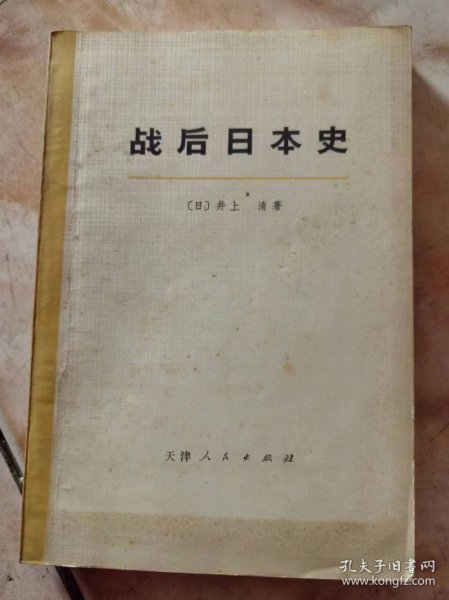 战后日本史
〔日〕井上 清著
天津人民出版社
孔夫子旧书网
www.kongfz.com